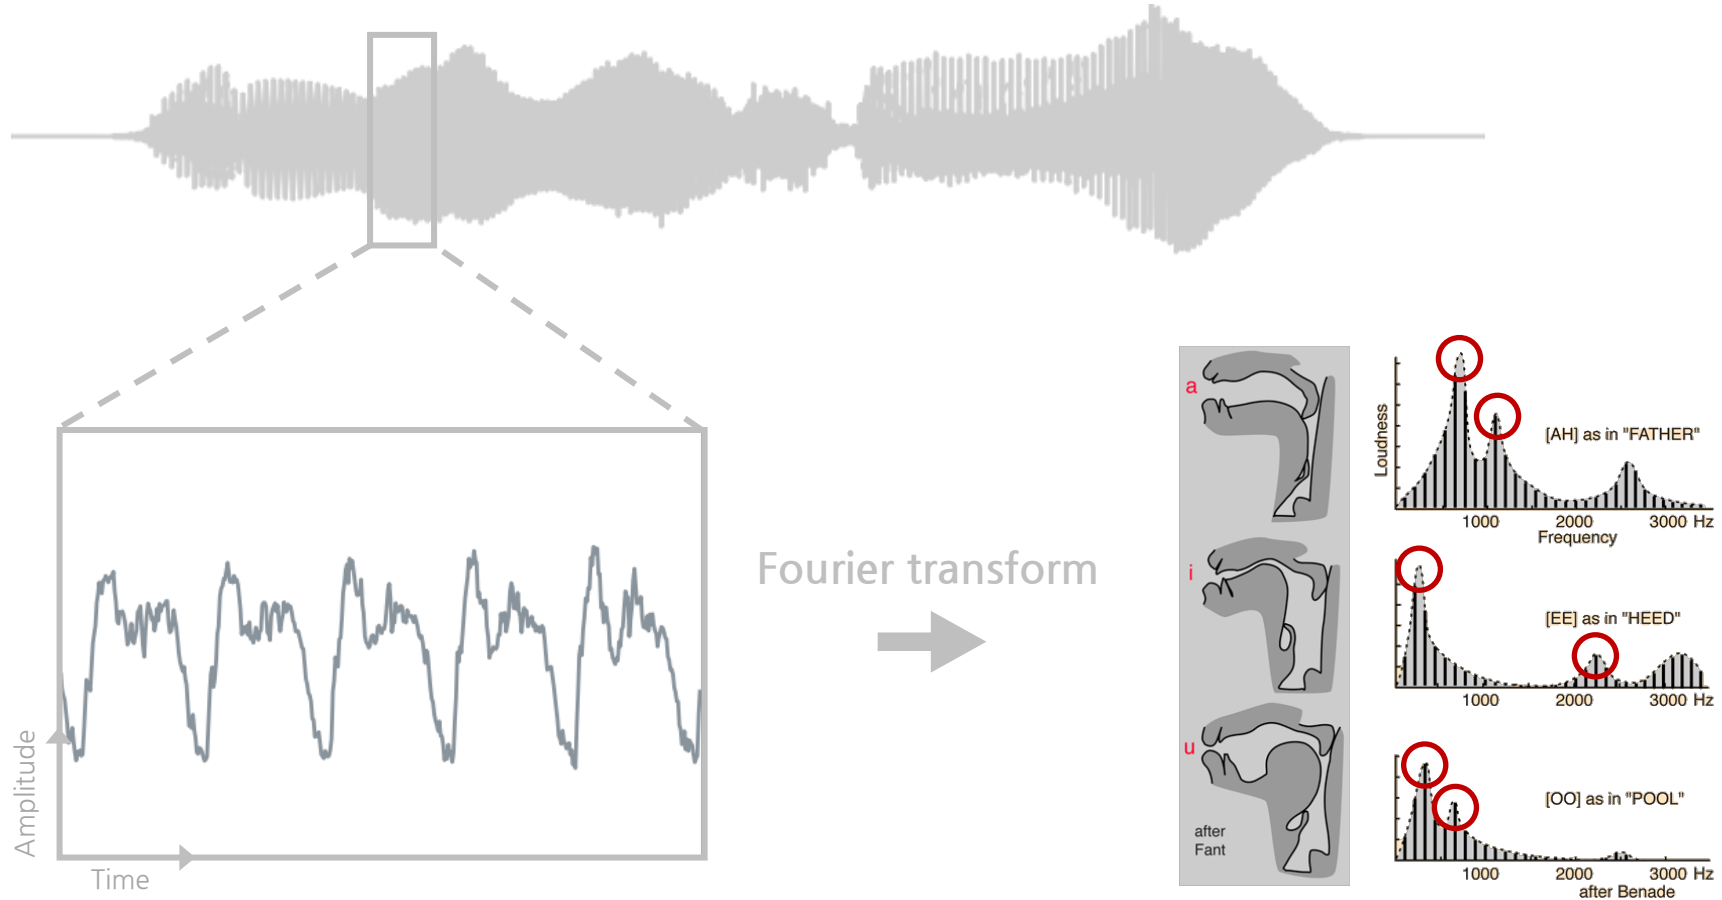 Fourier transform
Amplitude
Time
a
i
u
after
Fant
Loudness
[AH] as in "FATHER"
1000 2000 3000 Hz
Frequency
[EE] as in "HEED"
1000 2000 3000 Hz
[OO] as in "POOL"
1000 2000 3000 Hz
after Benade